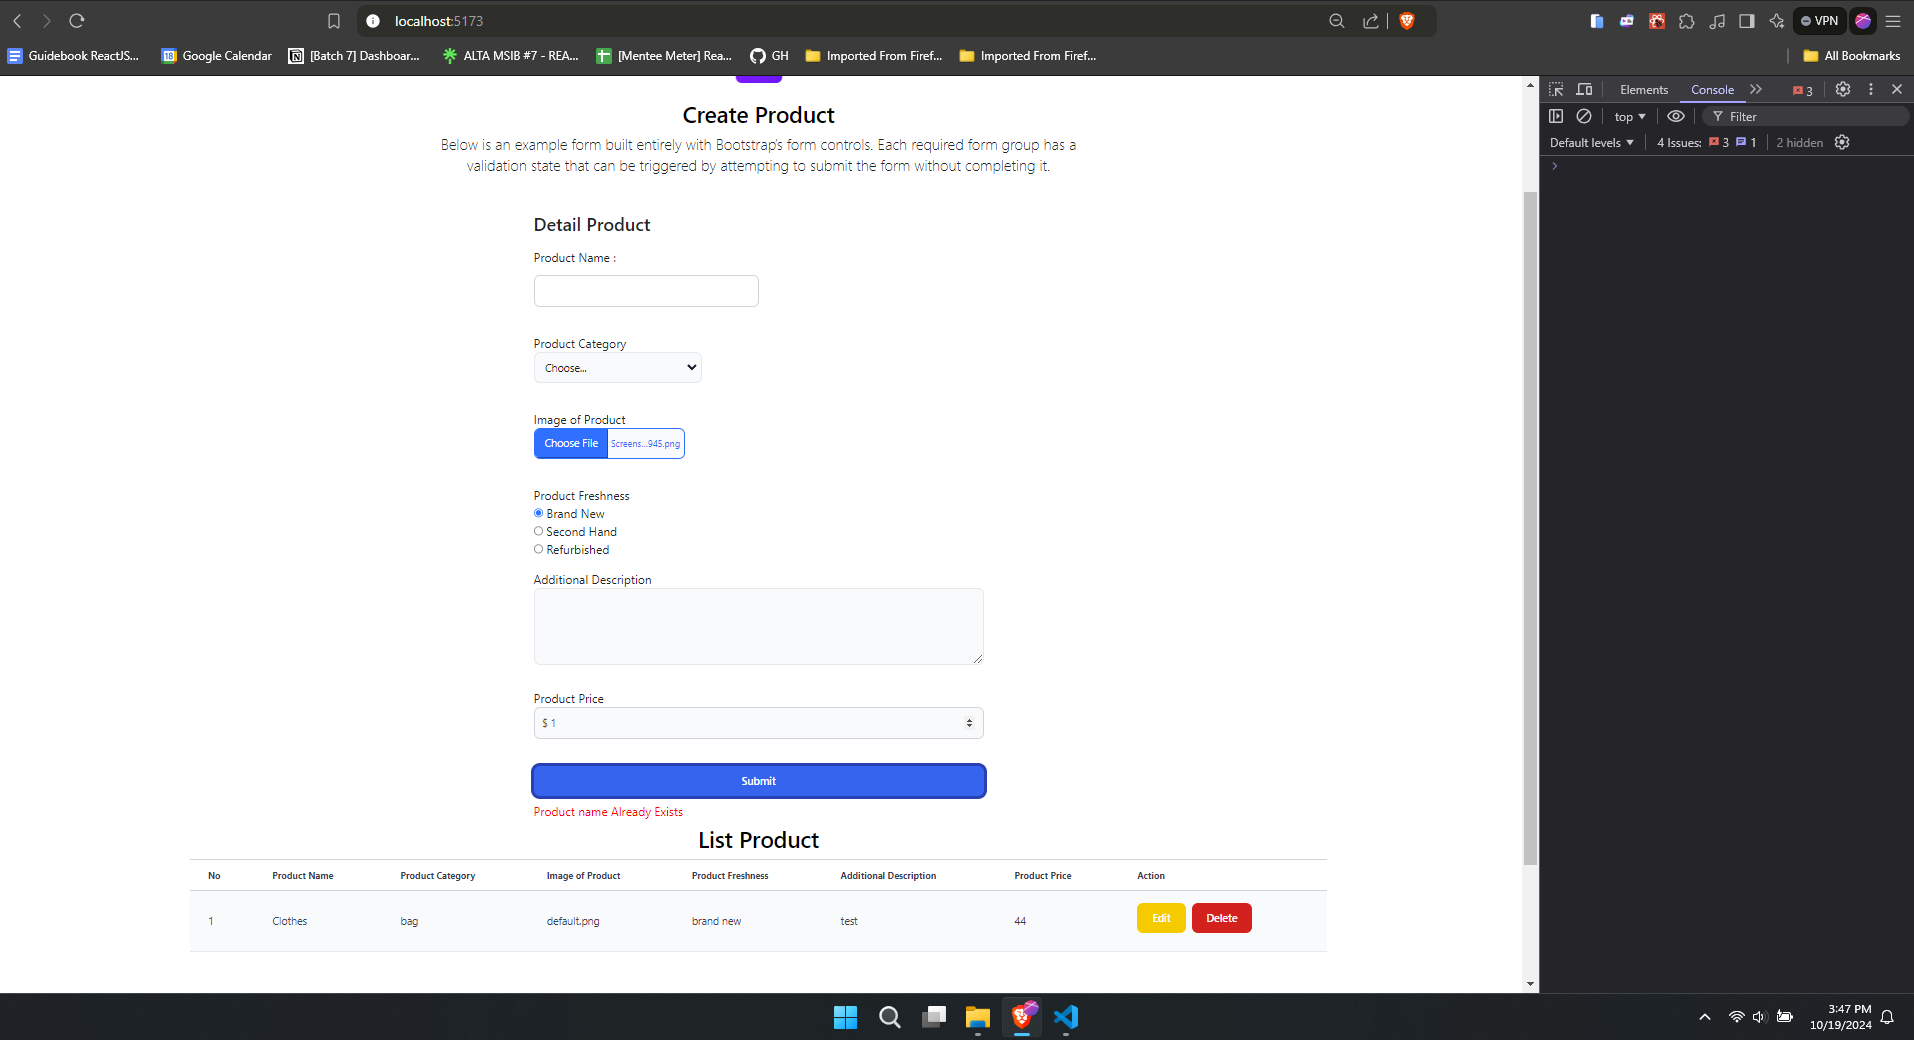 localhost:5173
VPN
Guidebook ReactJS...
Google Calendar
[Batch 7] Dashboar...
ALTA MSIB #7 - REA...
[Mentee Meter] Rea...
GH
Imported From Firef...
Imported From Firef...
All Bookmarks
Elements
Console
3
top
Filter
Default levels
4 Issues:
3
1
2 hidden
Create Product
Below is an example form built entirely with Bootstrap's form controls. Each required form group has a
validation state that can be triggered by attempting to submit the form without completing it.
Detail Product
Product Name :
Product Category
Choose...
Image of Product
Choose File
Screens...945.png
Product Freshness
Brand New
Second Hand
Refurbished
Additional Description
Product Price
$ 1
Submit
Product name Already Exists
List Product
No Product Name Product Category Image of Product Product Freshness Additional Description Product Price Action
1 Clothes bag default.png brand new test 44 Edit Delete
3:47 PM
10/19/2024